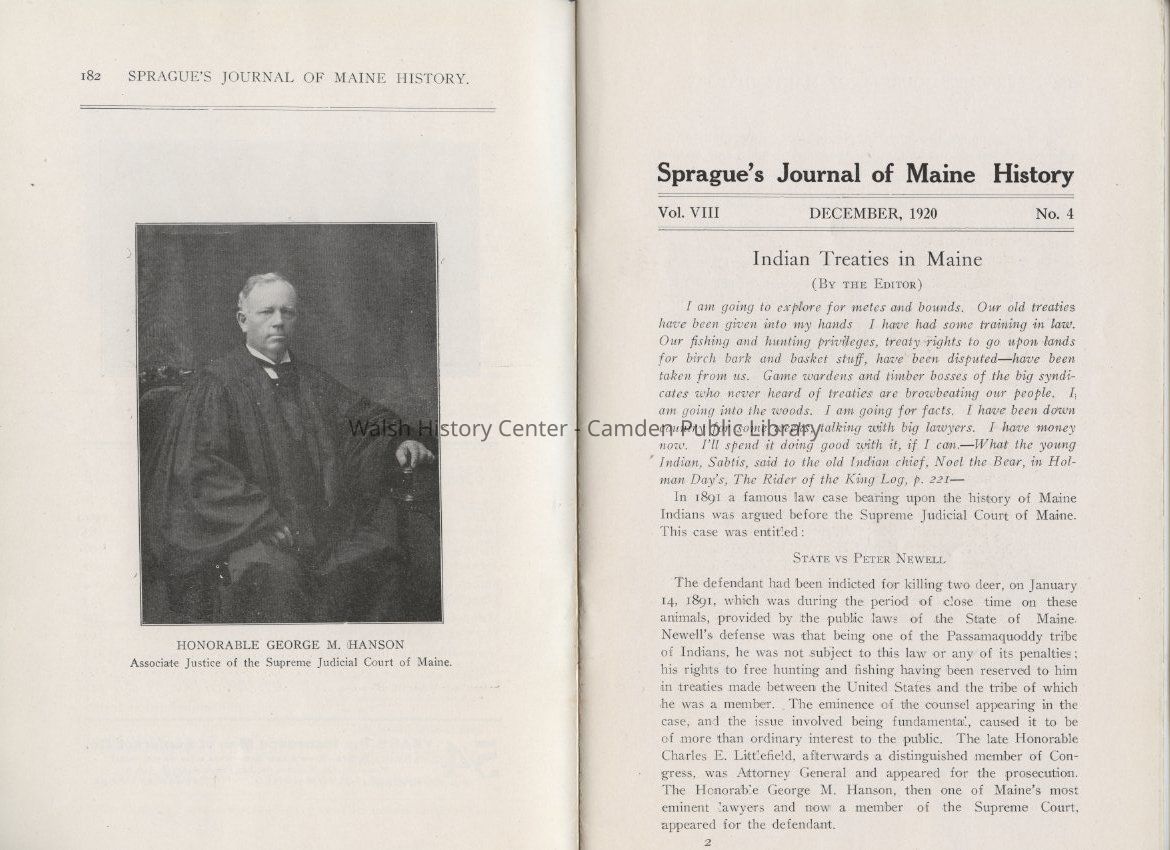 182 SPRAGUE'S JOURNAL OF MAINE HISTORY.
HONORABLE GEORGE M. HANSON
Associate Justice of the Supreme Judicial Court of Maine.
Sprague's Journal of Maine History
Vol. VIII DECEMBER, 1920 No. 4
Indian Treaties in Maine
(BY THE EDITOR)
I am going to explore for metes and bounds. Our old treaties
have been given into my hands I have had some training in law.
Our fishing and hunting privileges, treaty rights to go upon lands
for birch bark and basket stuff, have been disputed—have been
taken from us. Game wardens and timber bosses of the big syndi-
cates who never heard of treaties are browbeating our people. I
am going into the woods. I am going for facts. I have been down
country for some weeks, talking with big lawyers. I have money
now. I'll spend it doing good with it, if I can.—What the young
Indian, Sabtis, said to the old Indian chief, Noel the Bear, in Hol-
man Day's, The Rider of the King Log, p. 221—
In 1891 a famous law case bearing upon the history of Maine
Indians was argued before the Supreme Judicial Court of Maine.
This case was entitled:
STATE VS PETER NEWELL
The defendant had been indicted for killing two deer, on January
14, 1891, which was during the period of close time on these
animals, provided by the public laws of the State of Maine.
Newell's defense was that being one of the Passamaquoddy tribe
of Indians, he was not subject to this law or any of its penalties;
his rights to free hunting and fishing having been reserved to him
in treaties made between the United States and the tribe of which
he was a member. The eminence of the counsel appearing in the
case, and the issue involved being fundamental, caused it to be
of more than ordinary interest to the public. The late Honorable
Charles E. Littlefield, afterwards a distinguished member of Con-
gress, was Attorney General and appeared for the prosecution.
The Honorable George M. Hanson, then one of Maine's most
eminent lawyers and now a member of the Supreme Court,
appeared for the defendant.
2
Walsh History Center - Camden Public Library